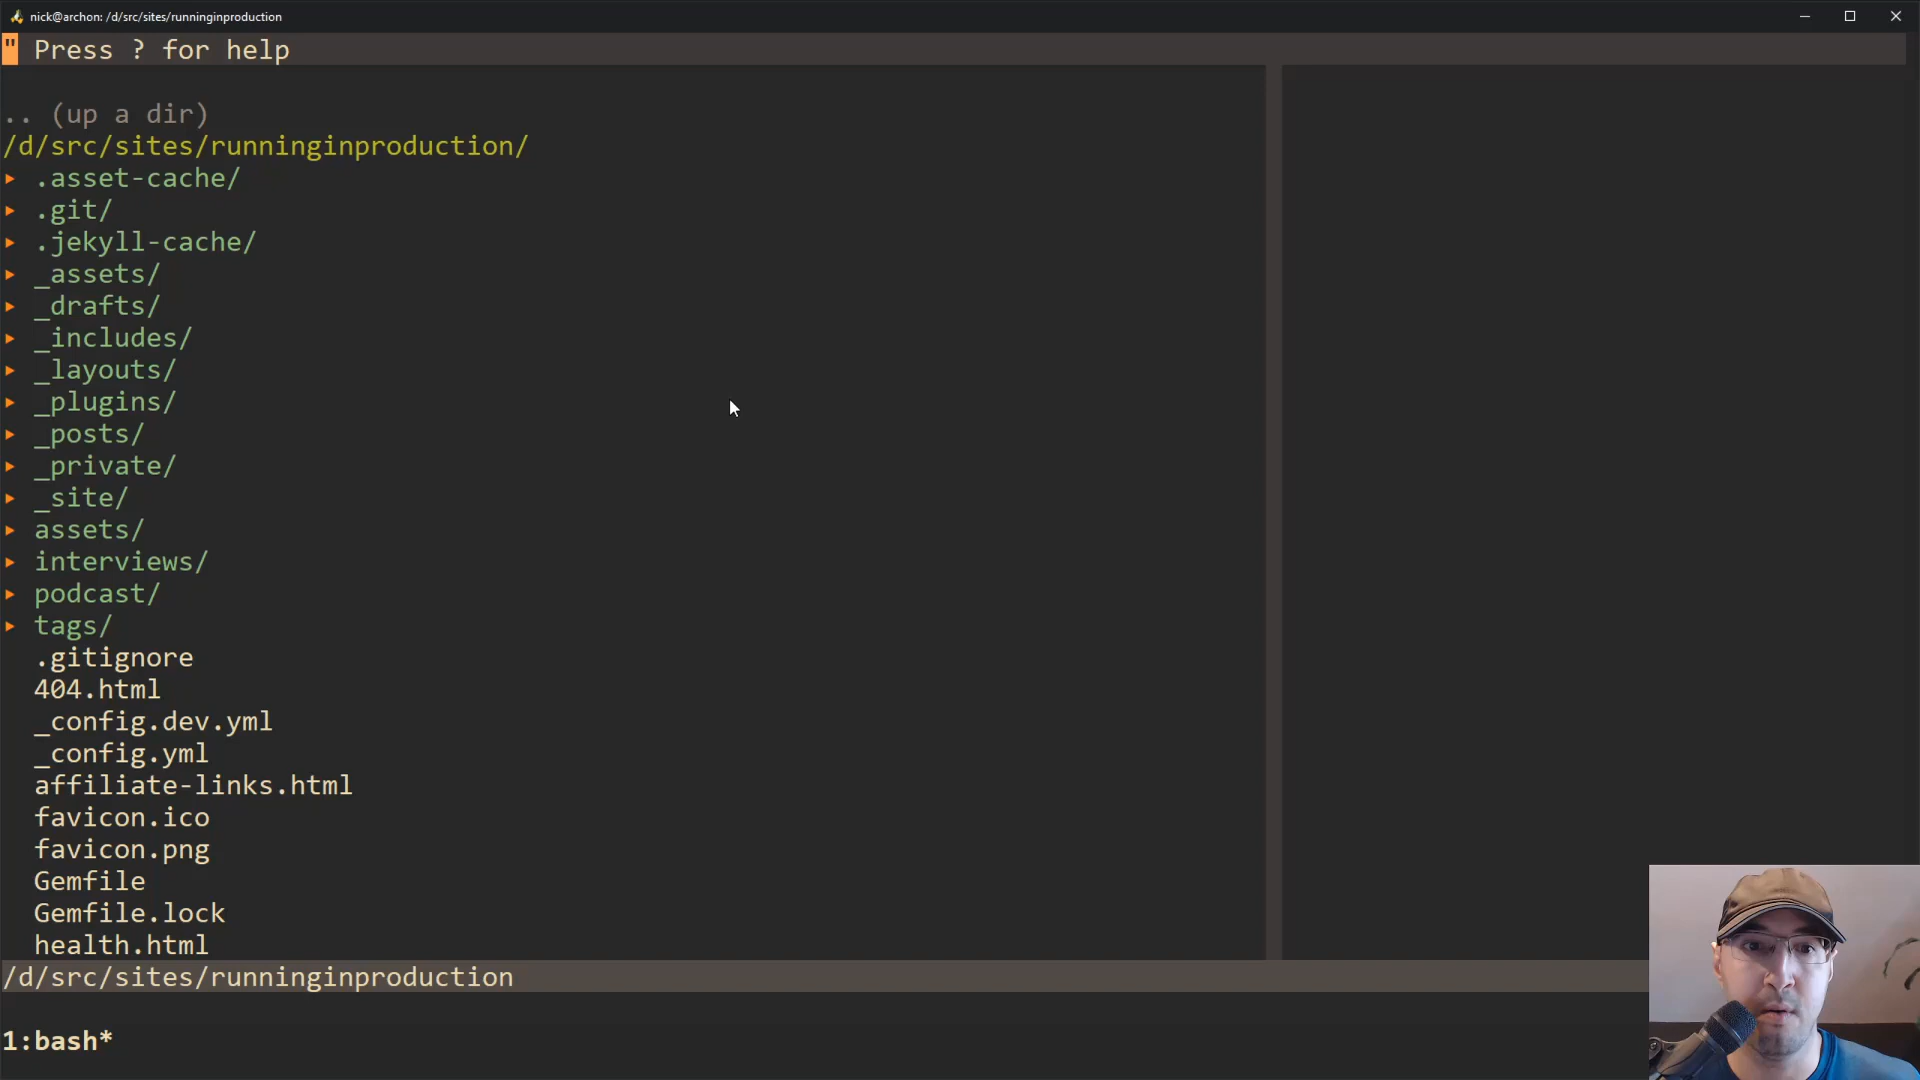 nick@archon: /d/src/sites/runninginproduction
" Press ? for help
.. (up a dir)
/d/src/sites/runninginproduction/
▸ .asset-cache/
▸ .git/
▸ .jekyll-cache/
▸ _assets/
▸ _drafts/
▸ _includes/
▸ _layouts/
▸ _plugins/
▸ _posts/
▸ _private/
▸ _site/
▸ assets/
▸ interviews/
▸ podcast/
▸ tags/
.gitignore
404.html
_config.dev.yml
_config.yml
affiliate-links.html
favicon.ico
favicon.png
Gemfile
Gemfile.lock
health.html
/d/src/sites/runninginproduction
1:bash*